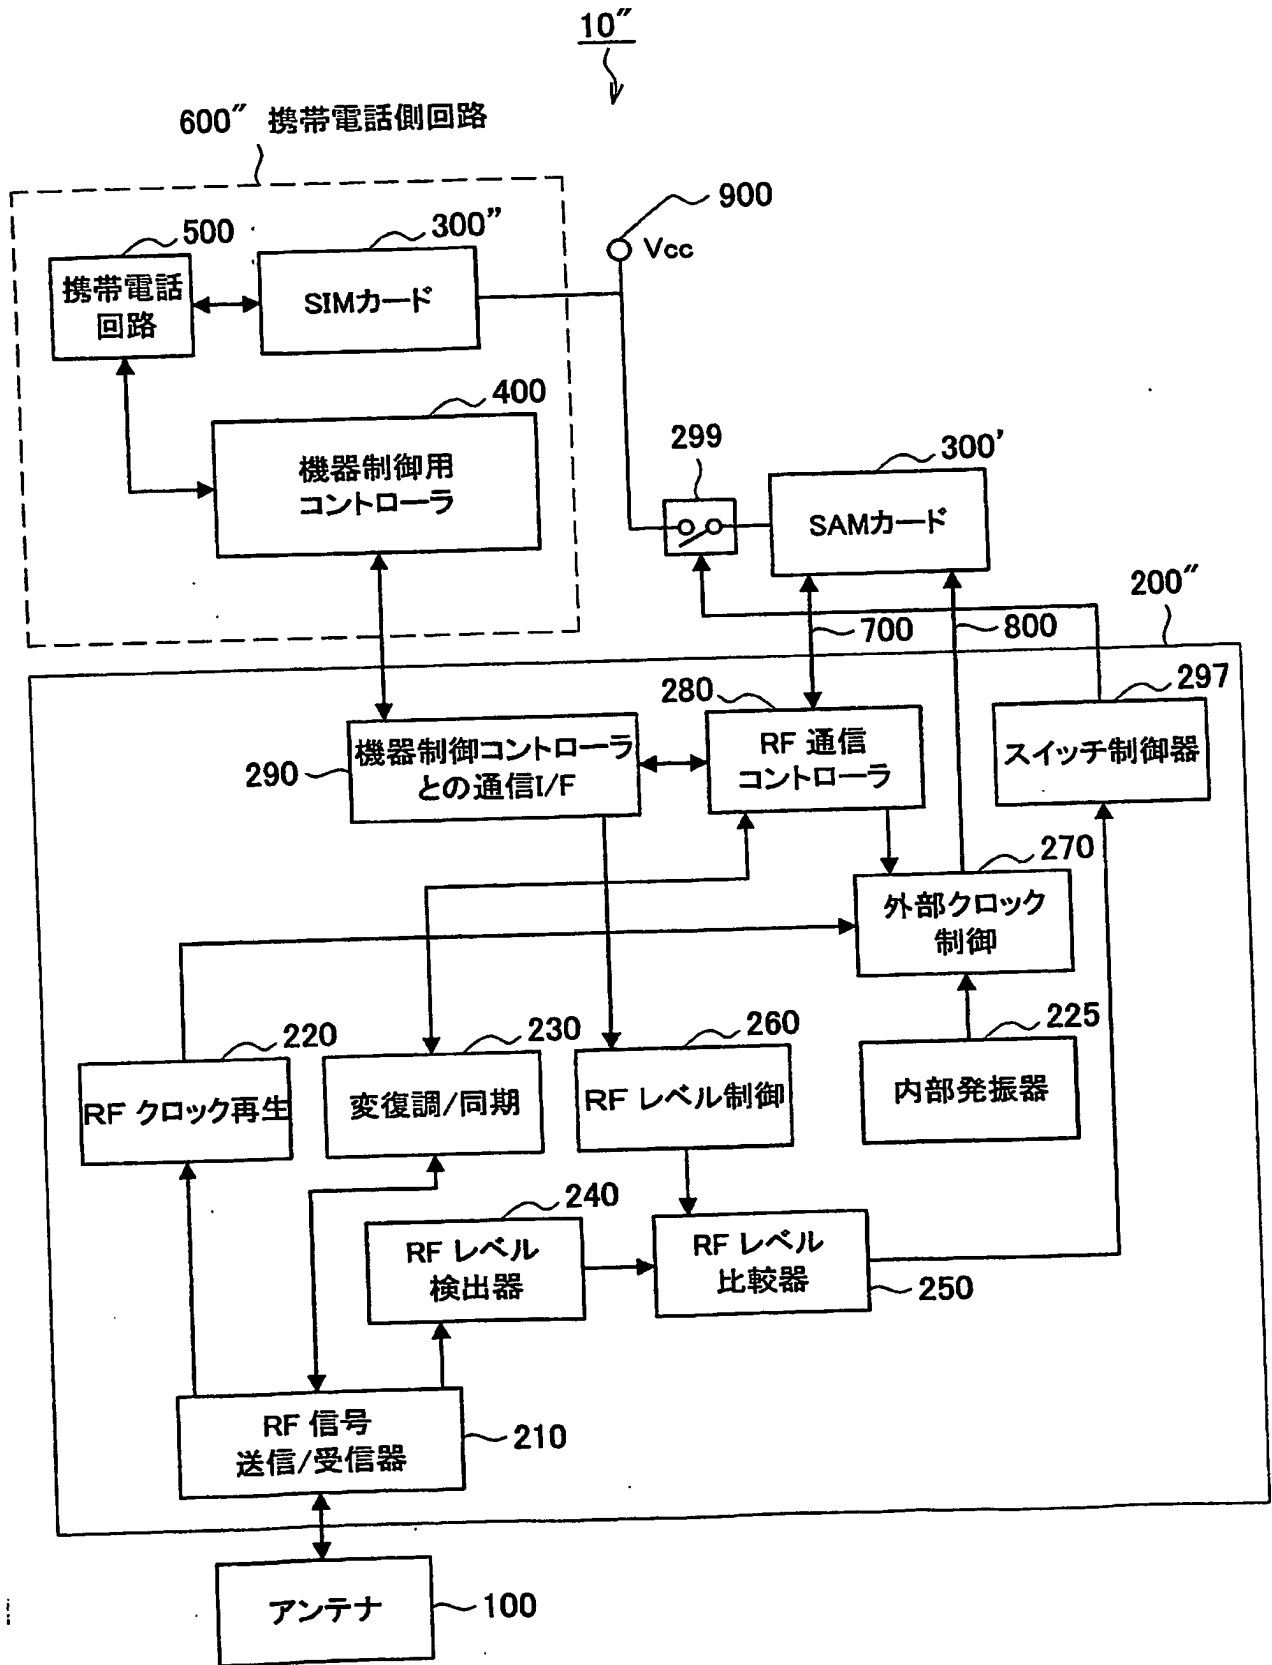 10″
600″ 携帯電話側回路
900
Vcc
500
300″
携帯電話
回路
SIMカード
400
機器制御用
コントローラ
299
300'
SAMカード
200″
700
800
280
297
290
機器制御コントローラ
との通信I/F
RF 通信
コントローラ
スイッチ制御器
270
外部クロック
制御
220
230
260
225
RF クロック再生
変復調/同期
RF レベル制御
内部発振器
240
RF レベル
検出器
RF レベル
比較器
250
RF 信号
送信/受信器
210
アンテナ
100